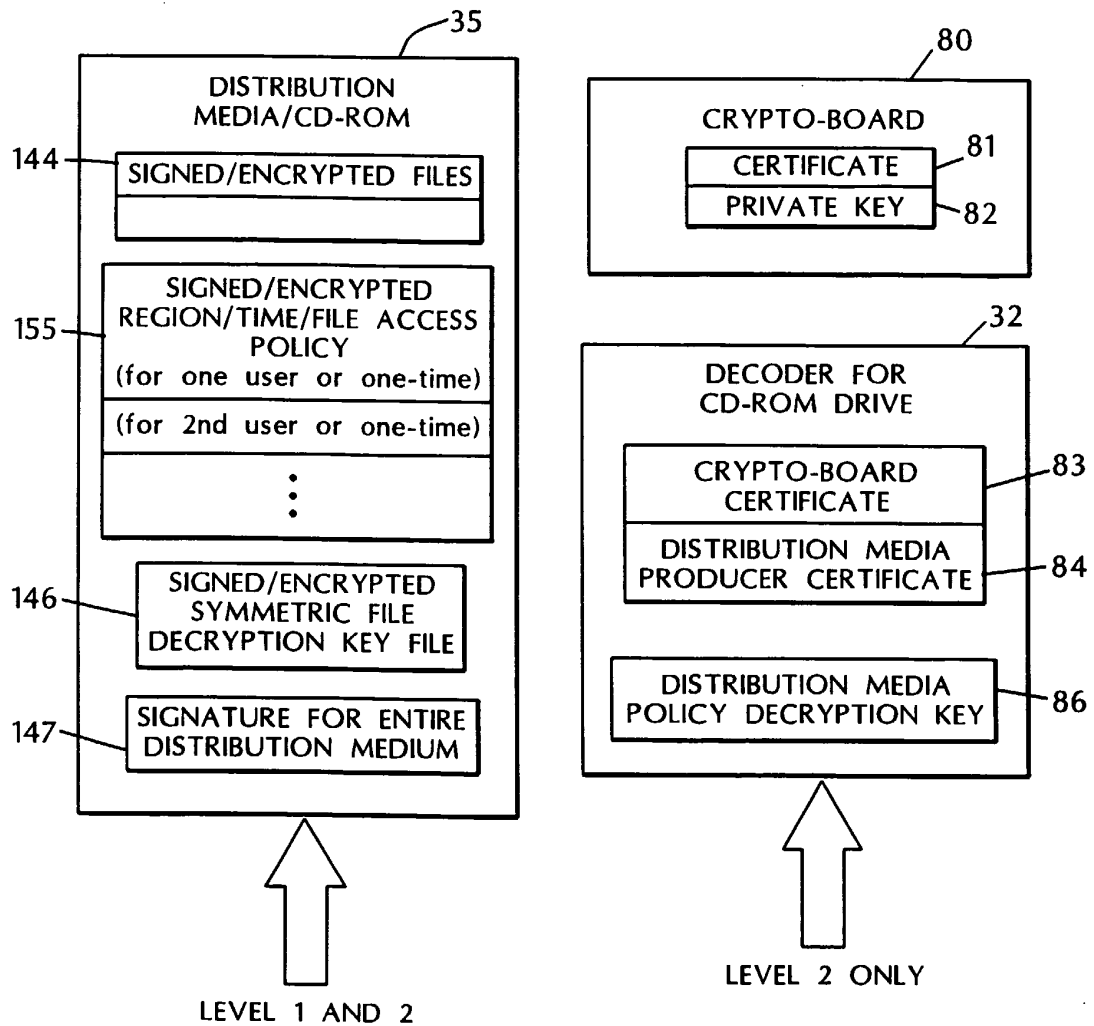 35
DISTRIBUTION
MEDIA/CD-ROM
144
SIGNED/ENCRYPTED FILES
155
SIGNED/ENCRYPTED
REGION/TIME/FILE ACCESS
POLICY
(for one user or one-time)
(for 2nd user or one-time)
146
SIGNED/ENCRYPTED
SYMMETRIC FILE
DECRYPTION KEY FILE
147
SIGNATURE FOR ENTIRE
DISTRIBUTION MEDIUM
LEVEL 1 AND 2
80
CRYPTO-BOARD
CERTIFICATE
81
PRIVATE KEY
82
32
DECODER FOR
CD-ROM DRIVE
CRYPTO-BOARD
CERTIFICATE
83
DISTRIBUTION MEDIA
PRODUCER CERTIFICATE
84
DISTRIBUTION MEDIA
POLICY DECRYPTION KEY
86
LEVEL 2 ONLY